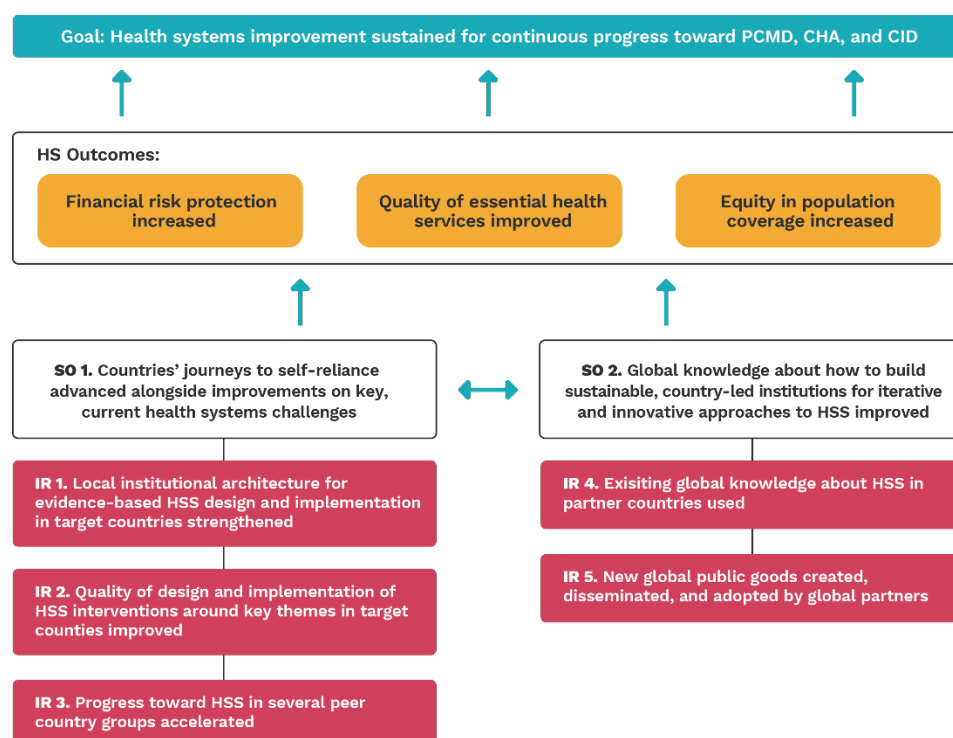 Goal: Health systems improvement sustained for continuous progress toward PCMD, CHA, and CID
HS Outcomes:
Financial risk protection
increased
Quality of essential health
services improved
Equity in population
coverage increased
SO 1. Countries' journeys to self-reliance
advanced alongside improvements on key,
current health systems challenges
SO 2. Global knowledge about how to build
sustainable, country-led institutions for iterative
and innovative approaches to HSS improved
IR 1. Local institutional architecture for
evidence-based HSS design and implementation
in target countries strengthened
IR 2. Quality of design and implementation of
HSS interventions around key themes in target
counties improved
IR 3. Progress toward HSS in several peer
country groups accelerated
IR 4. Exisiting global knowledge about HSS in
partner countries used
IR 5. New global public goods created,
disseminated, and adopted by global partners